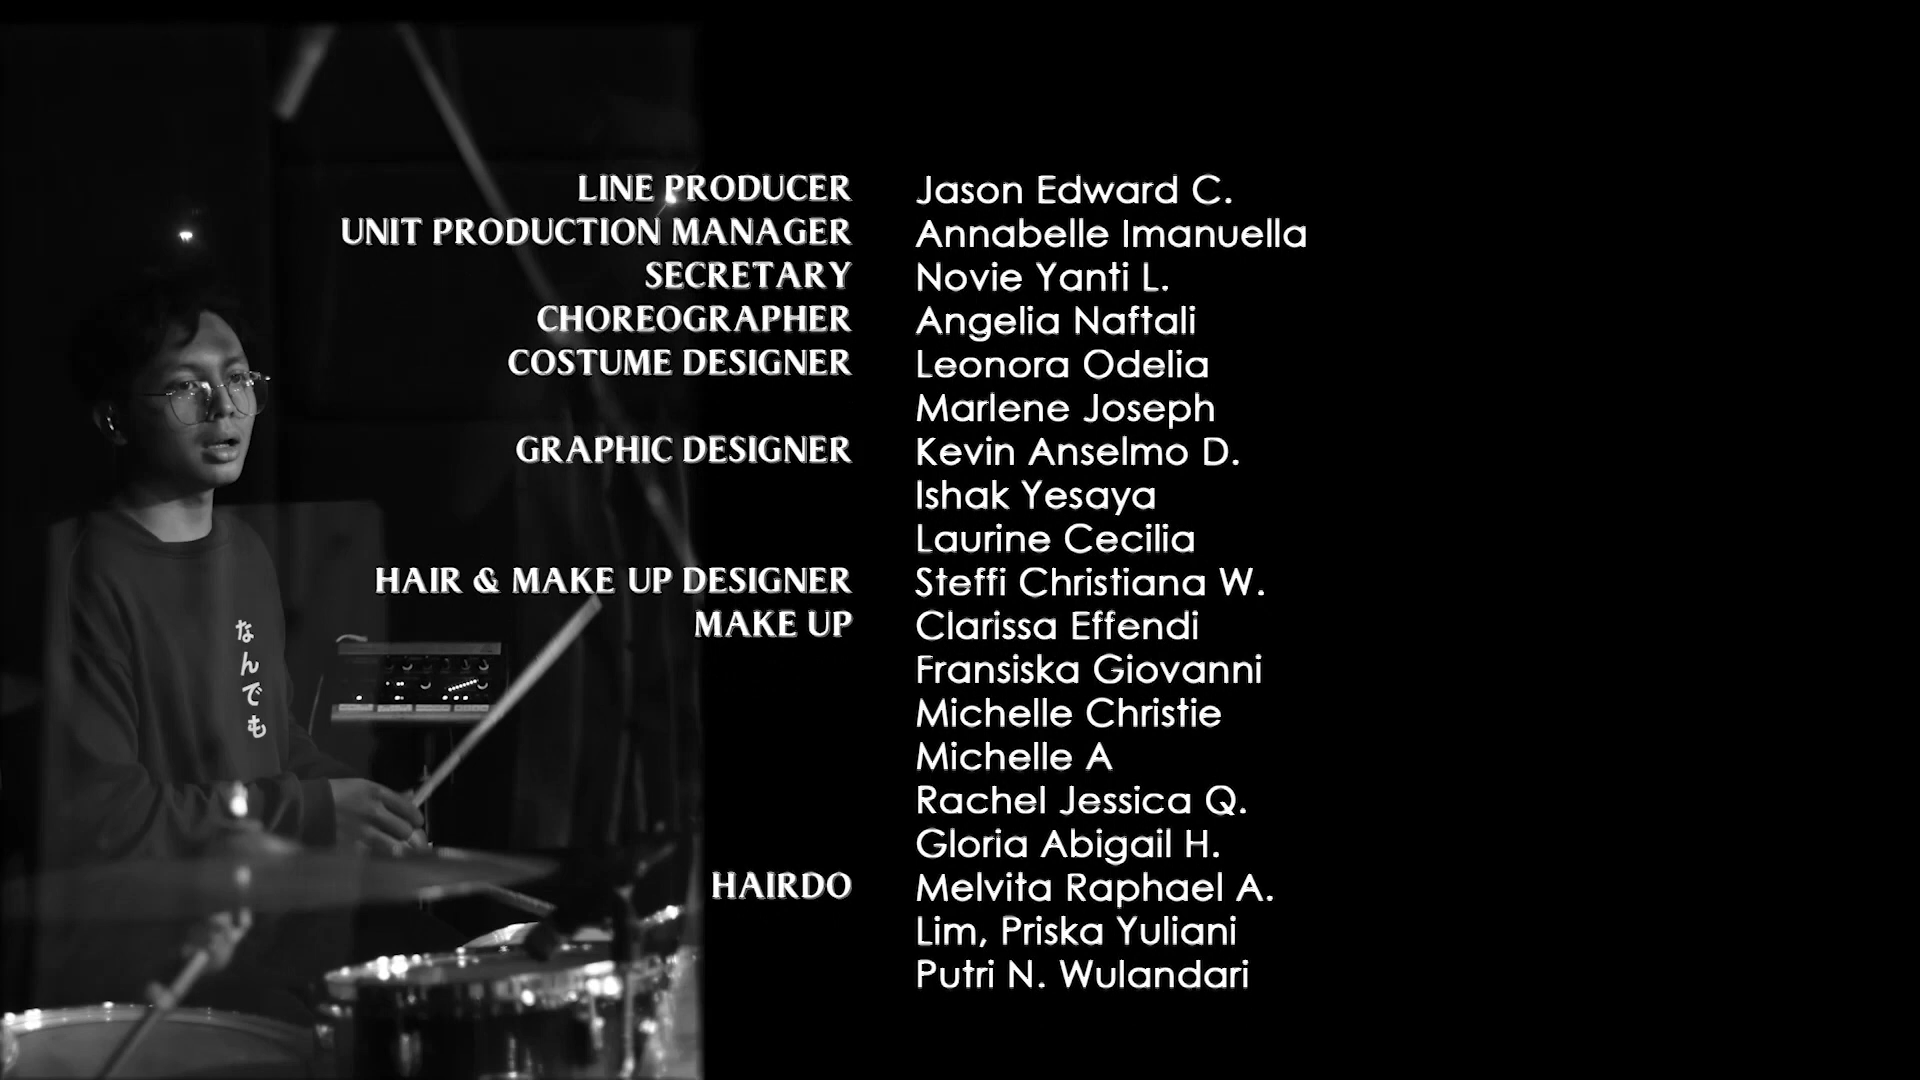 LINE PRODUCER Jason Edward C.
UNIT PRODUCTION MANAGER Annabelle Imanuella
SECRETARY Novie Yanti L.
CHOREOGRAPHER Angelia Naftali
COSTUME DESIGNER Leonora Odelia
Marlene Joseph
GRAPHIC DESIGNER Kevin Anselmo D.
Ishak Yesaya
Laurine Cecilia
HAIR & MAKE UP DESIGNER Steffi Christiana W.
MAKE UP Clarissa Effendi
Fransiska Giovanni
Michelle Christie
Michelle A
Rachel Jessica Q.
Gloria Abigail H.
HAIRDO Melvita Raphael A.
Lim, Priska Yuliani
Putri N. Wulandari
なんでも